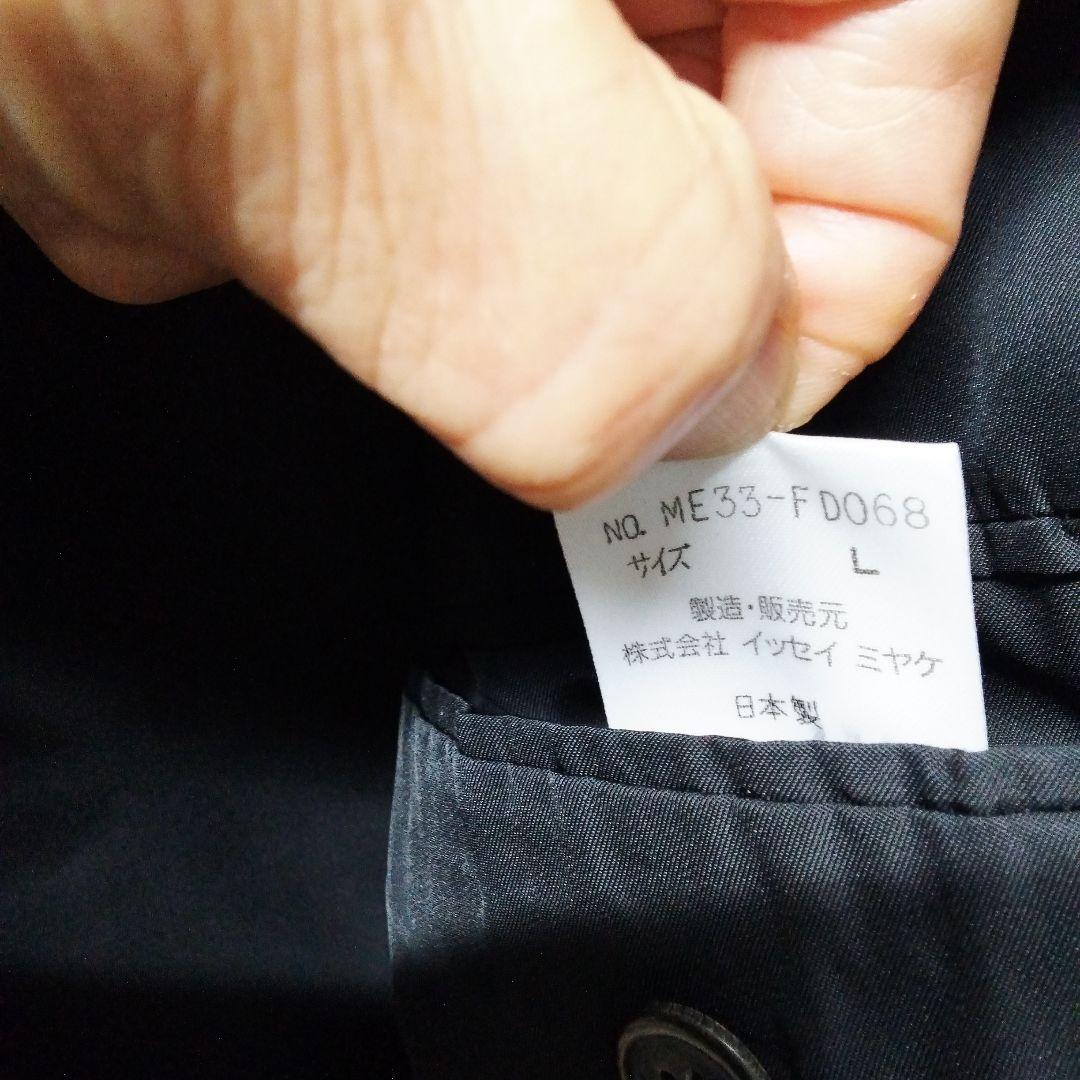 NO. ME33-FD068
サイズ L
製造・販売元
株式会社 イッセイ ミヤケ
日本製